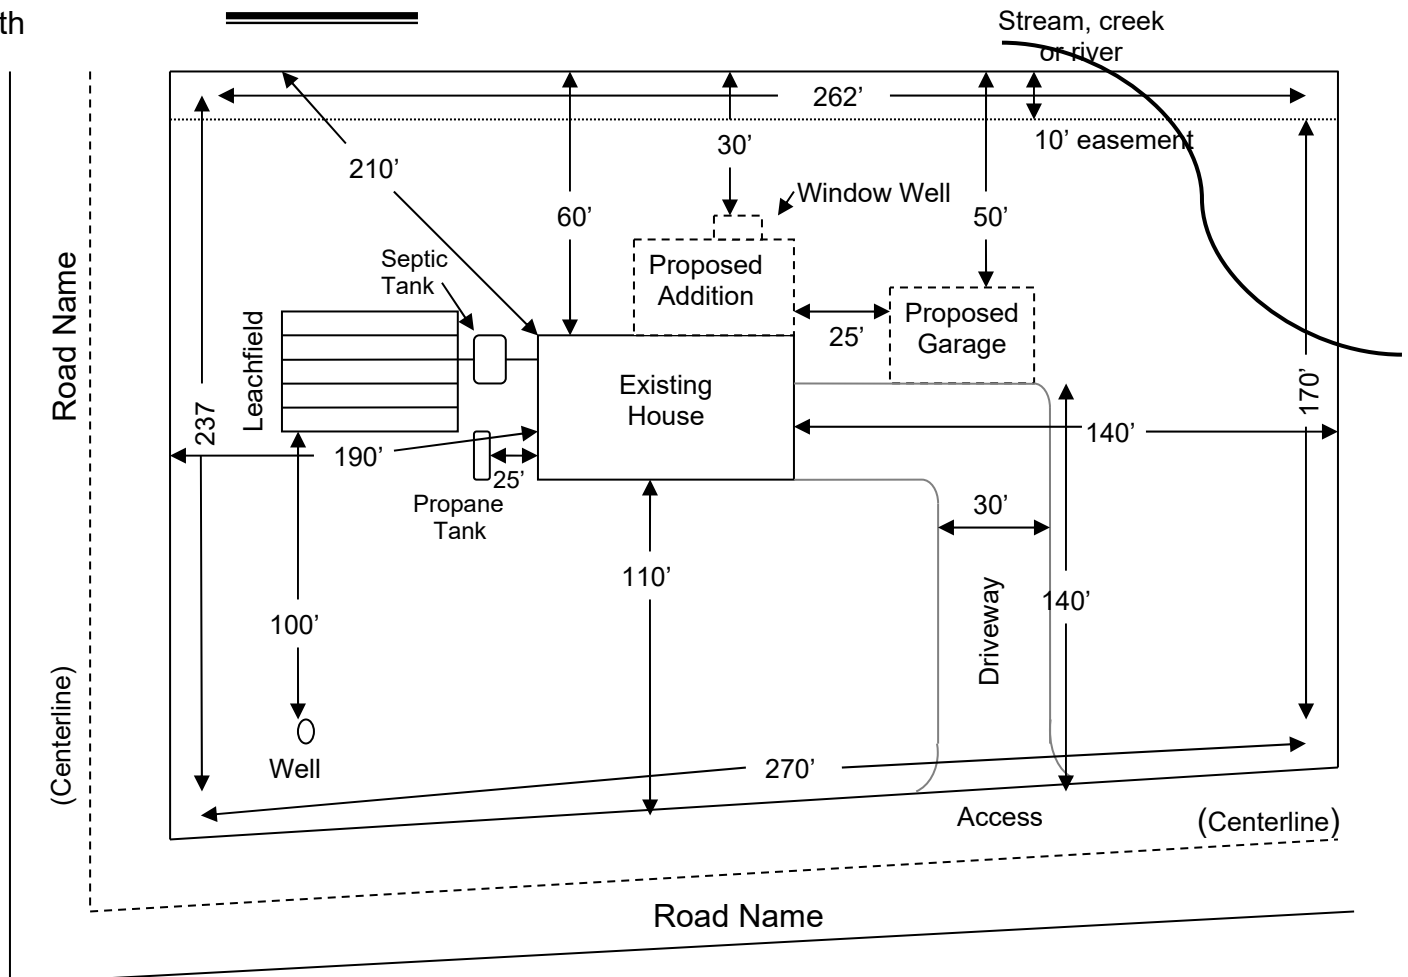 th
Stream, creek
or river
262’
10’ easement
30’
210’
Window Well
60’
50’
Septic
Tank
Proposed
Addition
Proposed
Garage
25’
Road Name
Leachfield
Existing
House
170’
237
140’
190’
25’
Propane
Tank
30’
110’
140’
100’
Driveway
(Centerline)
Well
270’
Access
(Centerline)
Road Name